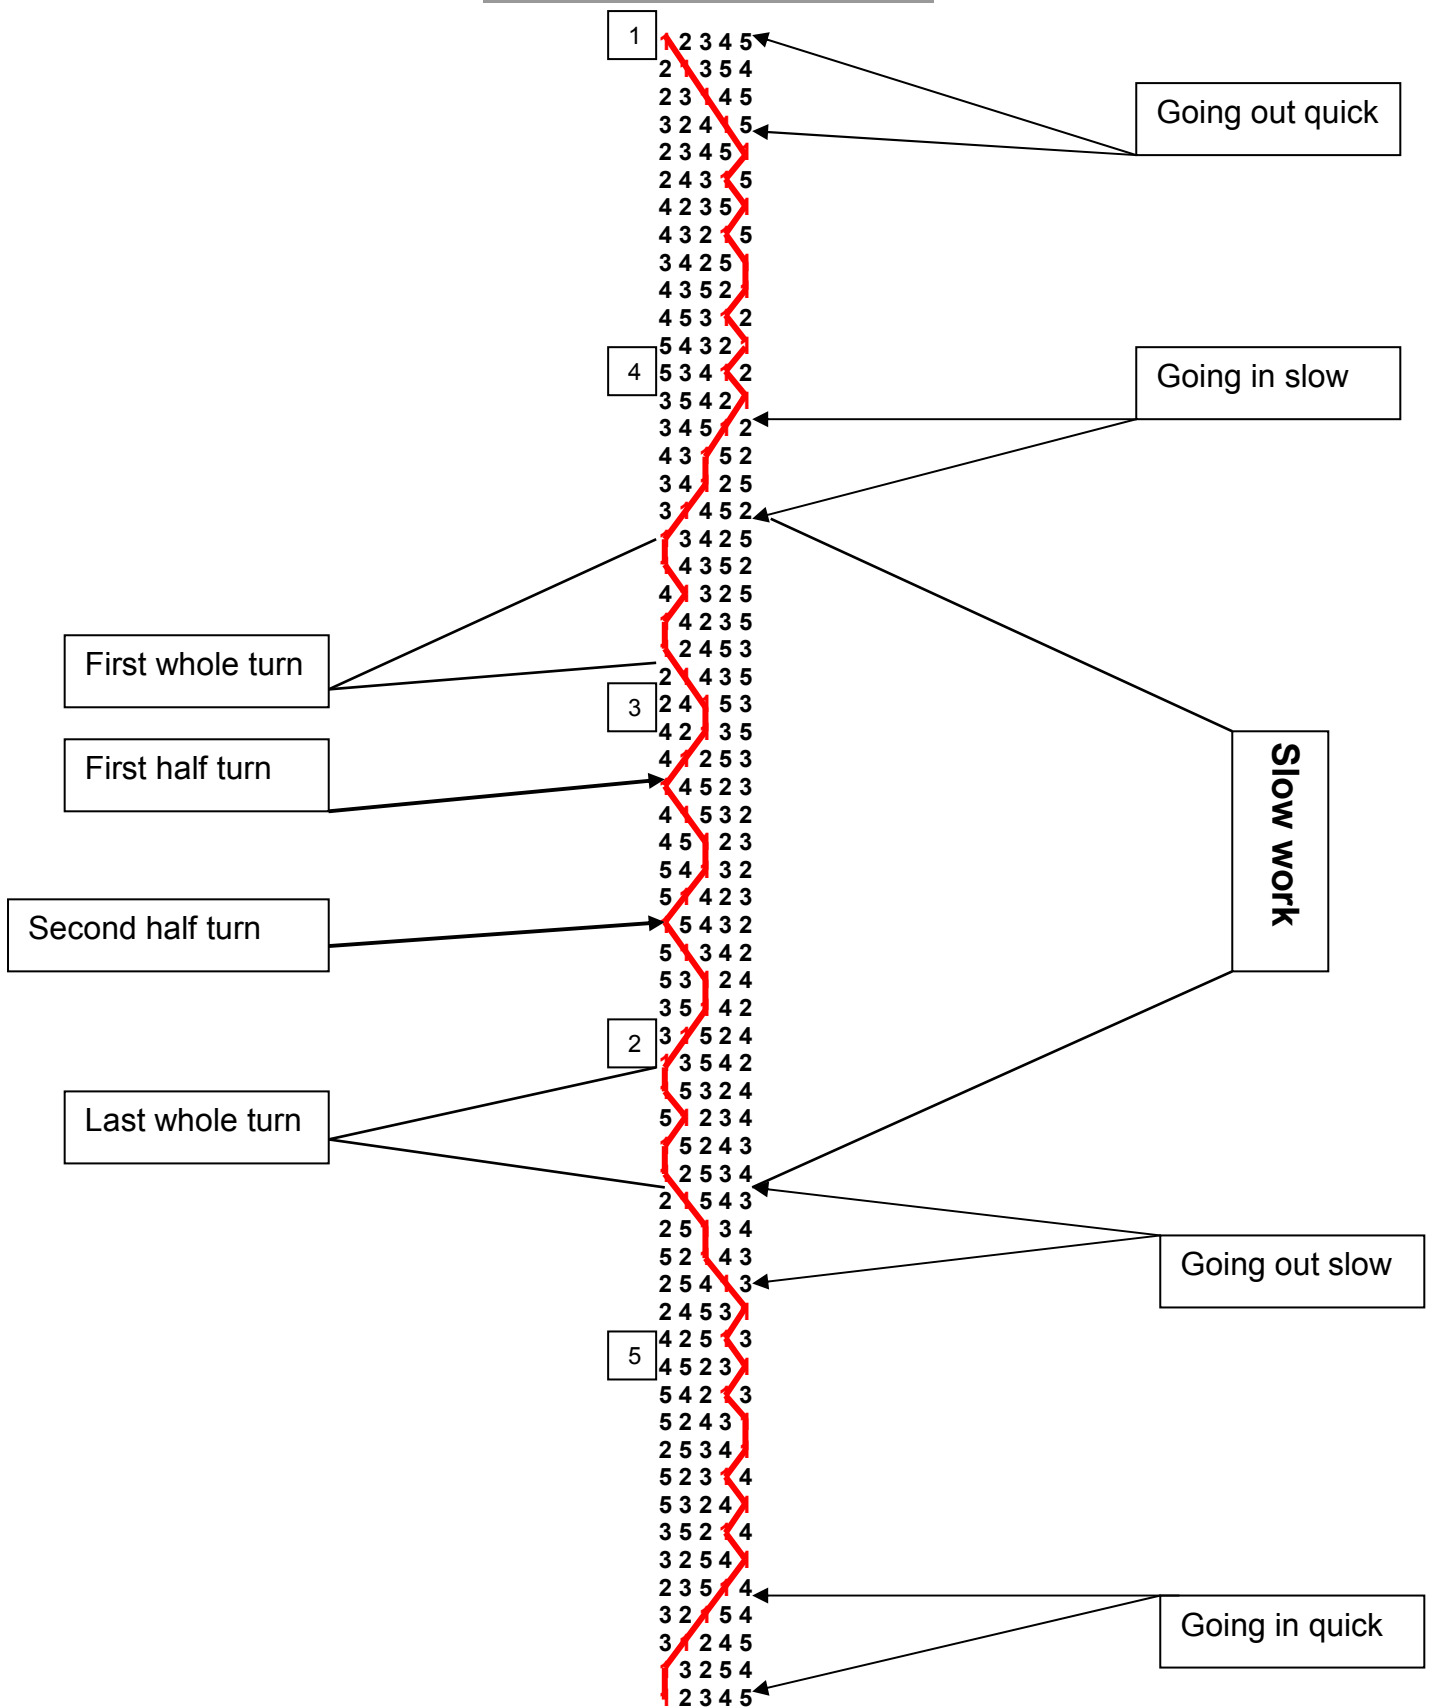 1
1 2 3 4 5
2 1 3 5 4
2 3 1 4 5
Going out quick
3 2 4 1 5
2 3 4 5 1
2 4 3 1 5
4 2 3 5 1
4 3 2 1 5
3 4 2 5 1
4 3 5 2 1
4 5 3 1 2
5 4 3 2 1
4
5 3 4 1 2
Going in slow
3 5 4 2 1
3 4 5 1 2
4 3 1 5 2
3 4 1 2 5
3 1 4 5 2
1 3 4 2 5
1 4 3 5 2
4 1 3 2 5
1 4 2 3 5
1 2 4 5 3
First whole turn
2 1 4 3 5
3
2 4 1 5 3
4 2 1 3 5
First half turn
4 1 2 5 3
1 4 5 2 3
4 1 5 3 2
4 5 1 2 3
Slow work
5 4 1 3 2
5 1 4 2 3
Second half turn
1 5 4 3 2
5 1 3 4 2
5 3 1 2 4
3 5 1 4 2
2
3 1 5 2 4
1 3 5 4 2
1 5 3 2 4
Last whole turn
5 1 2 3 4
1 5 2 4 3
1 2 5 3 4
2 1 5 4 3
2 5 1 3 4
5 2 1 4 3
Going out slow
2 5 4 1 3
2 4 5 3 1
4 2 5 1 3
5
4 5 2 3 1
5 4 2 1 3
5 2 4 3 1
2 5 3 4 1
5 2 3 1 4
5 3 2 4 1
3 5 2 1 4
3 2 5 4 1
2 3 5 1 4
3 2 1 5 4
Going in quick
3 1 2 4 5
1 3 2 5 4
1 2 3 4 5